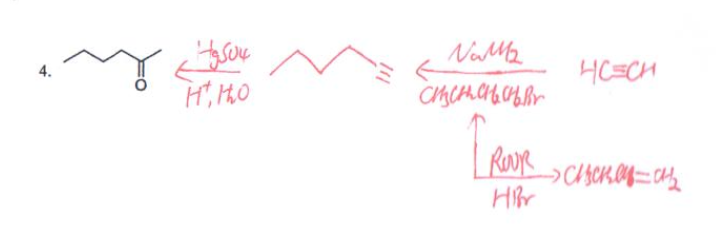 4.
O
HgSO4
H+, H2O
NaNH2
CH3CH2CH2CH2Br
HC≡CH
ROOR
HBr
CH3CH2CH=CH2